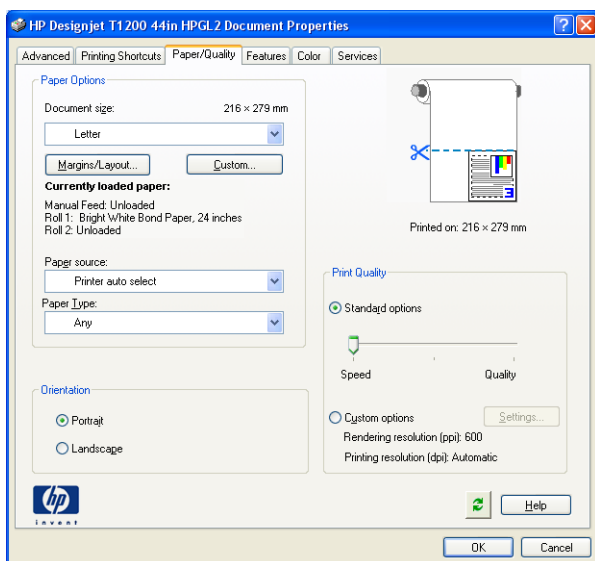 HP Designjet T1200 44in HPGL2 Document Properties
Advanced Printing Shortcuts Paper/Quality Features Color Services
Paper Options
Document size: 216 × 279 mm
Letter
Margins/Layout... Custom...
Currently loaded paper:
Manual Feed: Unloaded
Roll 1: Bright White Bond Paper, 24 inches
Roll 2: Unloaded
Paper source:
Printer auto select
Paper Type:
Any
Orientation
Portrait
Landscape
3
Printed on: 216 × 279 mm
Print Quality
Standard options
Speed Quality
Custom options Settings...
Rendering resolution (ppi): 600
Printing resolution (dpi): Automatic
hp
invent
Help
OK Cancel